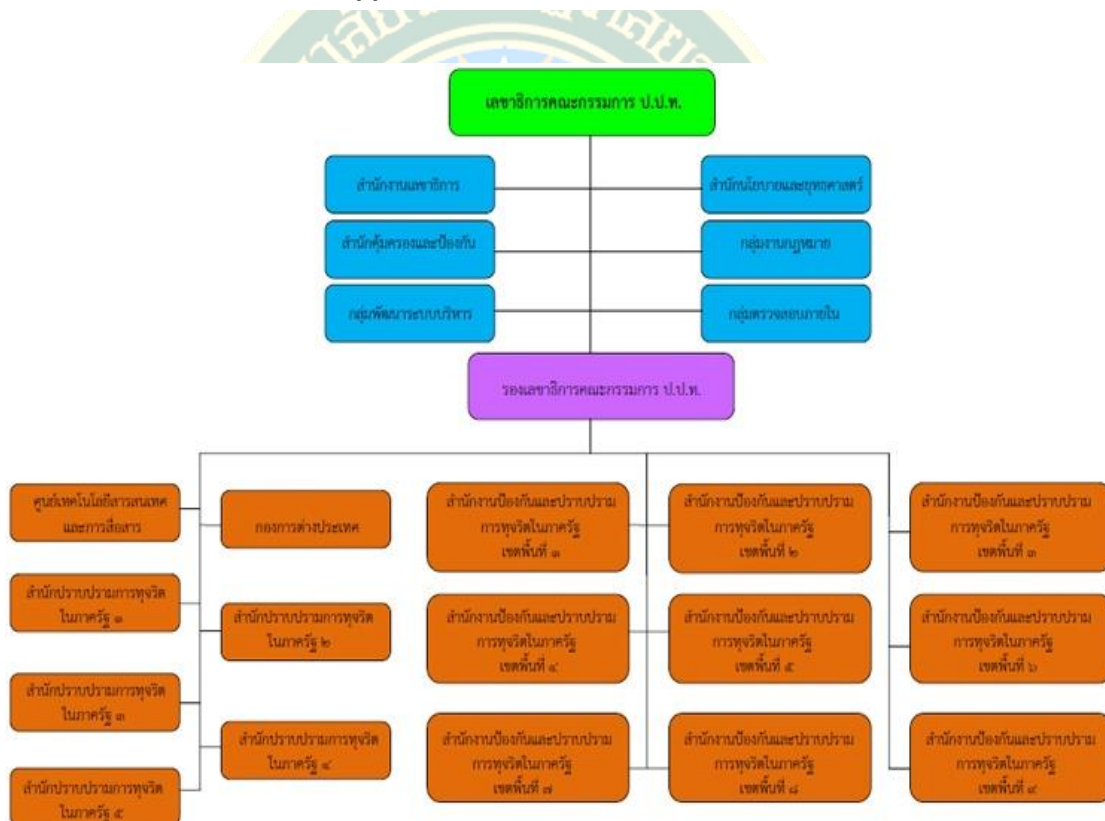 เลขาธิการคณะกรรมการ ป.ป.ท.
สำนักงานเลขาธิการ
สำนักนโยบายและยุทธศาสตร์
สำนักคุ้มครองและป้องกัน
กลุ่มงานกฎหมาย
กลุ่มพัฒนาระบบบริหาร
กลุ่มตรวจสอบภายใน
รองเลขาธิการคณะกรรมการ ป.ป.ท.
ศูนย์เทคโนโลยีสารสนเทศ
และการสื่อสาร
กองการต่างประเทศ
สำนักงานป้องกันและปราบปราม
การทุจริตในภาครัฐ
เขตพื้นที่ ๑
สำนักงานป้องกันและปราบปราม
การทุจริตในภาครัฐ
เขตพื้นที่ ๒
สำนักงานป้องกันและปราบปราม
การทุจริตในภาครัฐ
เขตพื้นที่ ๓
สำนักปราบปรามการทุจริต
ในภาครัฐ ๑
สำนักปราบปรามการทุจริต
ในภาครัฐ ๒
สำนักงานป้องกันและปราบปราม
การทุจริตในภาครัฐ
เขตพื้นที่ ๔
สำนักงานป้องกันและปราบปราม
การทุจริตในภาครัฐ
เขตพื้นที่ ๕
สำนักงานป้องกันและปราบปราม
การทุจริตในภาครัฐ
เขตพื้นที่ ๖
สำนักปราบปรามการทุจริต
ในภาครัฐ ๓
สำนักปราบปรามการทุจริต
ในภาครัฐ ๔
สำนักงานป้องกันและปราบปราม
การทุจริตในภาครัฐ
เขตพื้นที่ ๗
สำนักงานป้องกันและปราบปราม
การทุจริตในภาครัฐ
เขตพื้นที่ ๘
สำนักงานป้องกันและปราบปราม
การทุจริตในภาครัฐ
เขตพื้นที่ ๙
สำนักปราบปรามการทุจริต
ในภาครัฐ ๕